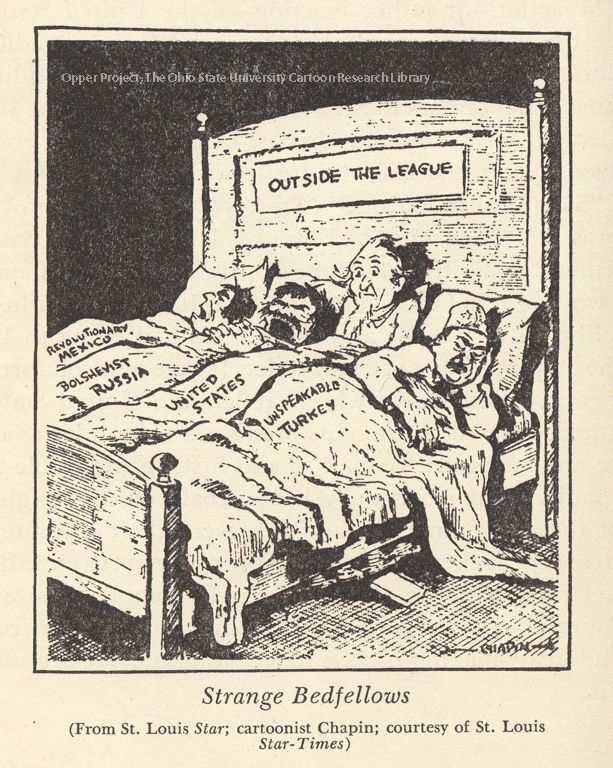 Opper Project, The Ohio State University Cartoon Research Library
OUTSIDE THE LEAGUE
REVOLUTIONARY
MEXICO
BOLSHEVIST
RUSSIA
UNITED
STATES
UNSPEAKABLE
TURKEY
CHAPIN
Strange Bedfellows
(From St. Louis Star; cartoonist Chapin; courtesy of St. Louis
Star-Times)